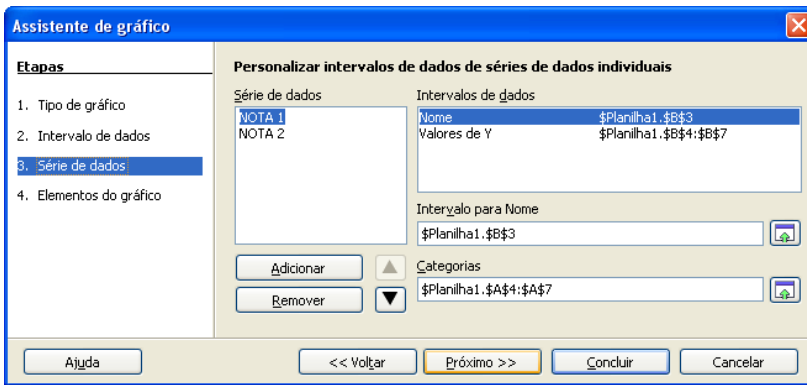 Assistente de gráfico
Etapas
1. Tipo de gráfico
2. Intervalo de dados
3. Série de dados
4. Elementos do gráfico
Personalizar intervalos de dados de séries de dados individuais
Série de dados
NOTA 1
NOTA 2
Adicionar
Remover
Intervalos de dados
Nome $Planilha1.$B$3
Valores de Y $Planilha1.$B$4:$B$7
Intervalo para Nome
$Planilha1.$B$3
Categorias
$Planilha1.$A$4:$A$7
Ajuda
<< Voltar
Próximo >>
Concluir
Cancelar